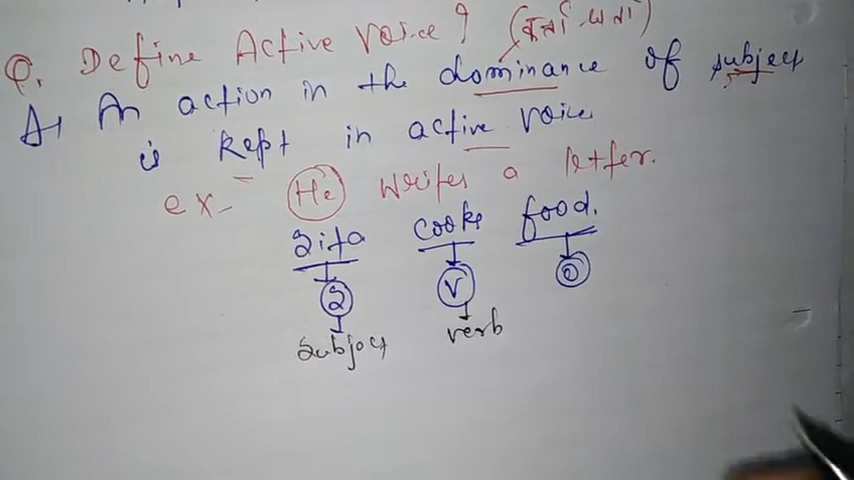 Q. Define Active Voice?
A) An action in the dominance of subject
is kept in active voice
ex- He writes a letter.
Sita cooks food.
S V O
subject verb